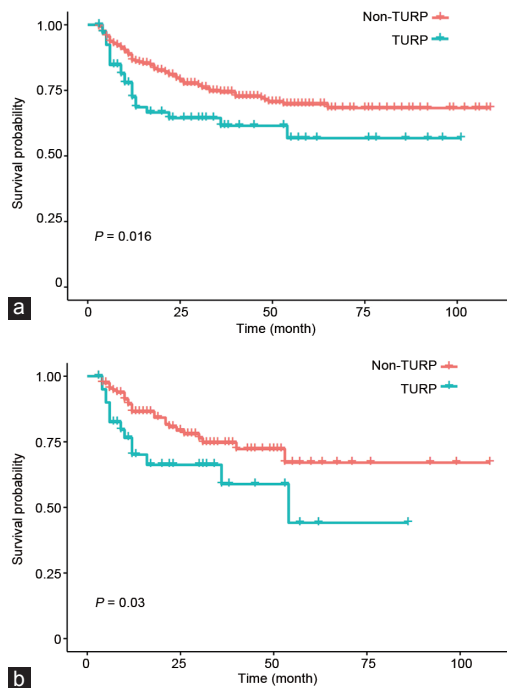 Non-TURP
TURP
1.00
0.75
0.50
0.25
0
Survival probability
P = 0.016
0 25 50 75 100
Time (month)
a
Non-TURP
TURP
1.00
0.75
0.50
0.25
0
Survival probability
P = 0.03
0 25 50 75 100
Time (month)
b